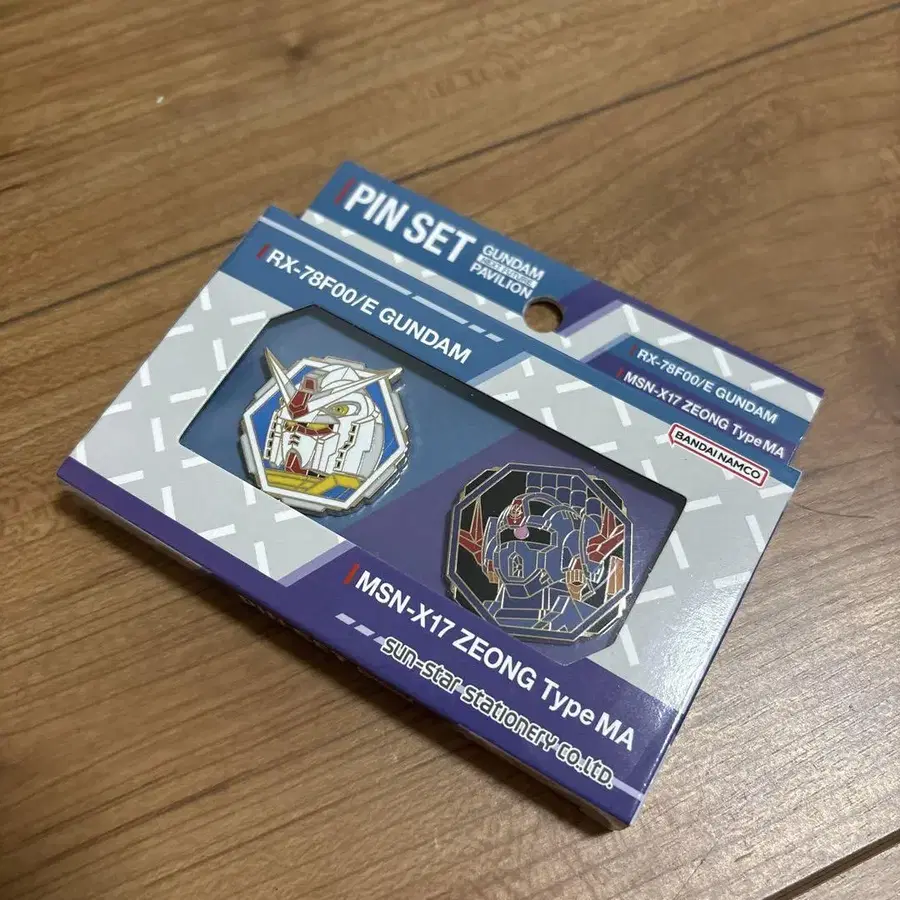 PIN SET
GUNDAM
NEXT FUTURE
PAVILION
RX-78F00/E GUNDAM
MSN-X17 ZEONG Type MA
BANDAI NAMCO
RX-78F00/E GUNDAM
MSN-X17 ZEONG Type MA
sun-star stationery co.,ltd.